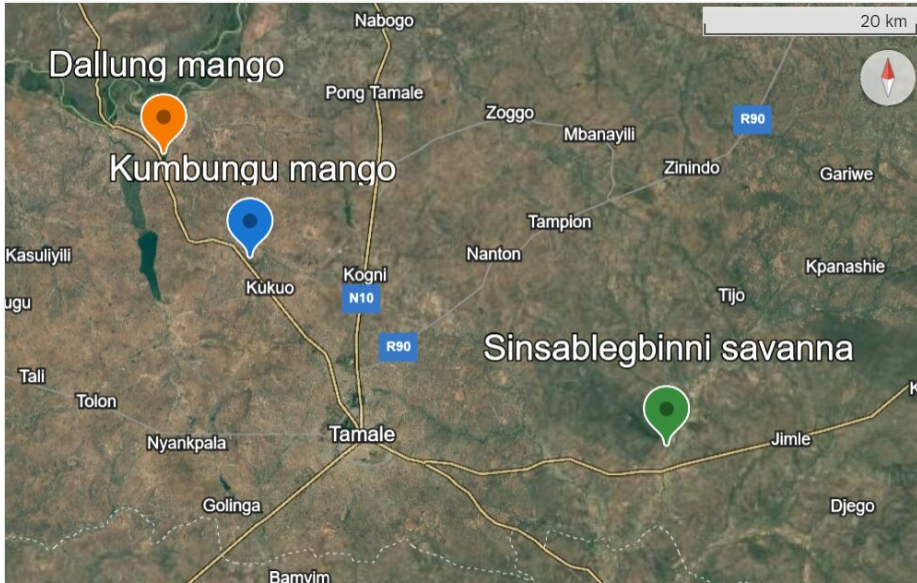 Nabogo
20 km
Dallung mango
Pong Tamale
Zoggo
R90
Mbanayili
Kumbungu mango
Zinindo
Gariwe
Tampion
Kasuliyili
Nanton
Kpanashie
Kogni
Kukuo
Tijo
ugu
N10
R90
Sinsablegbinni savanna
Tali
K
Tolon
Tamale
Nyankpala
Jimle
Golinga
Djego
Bamvim